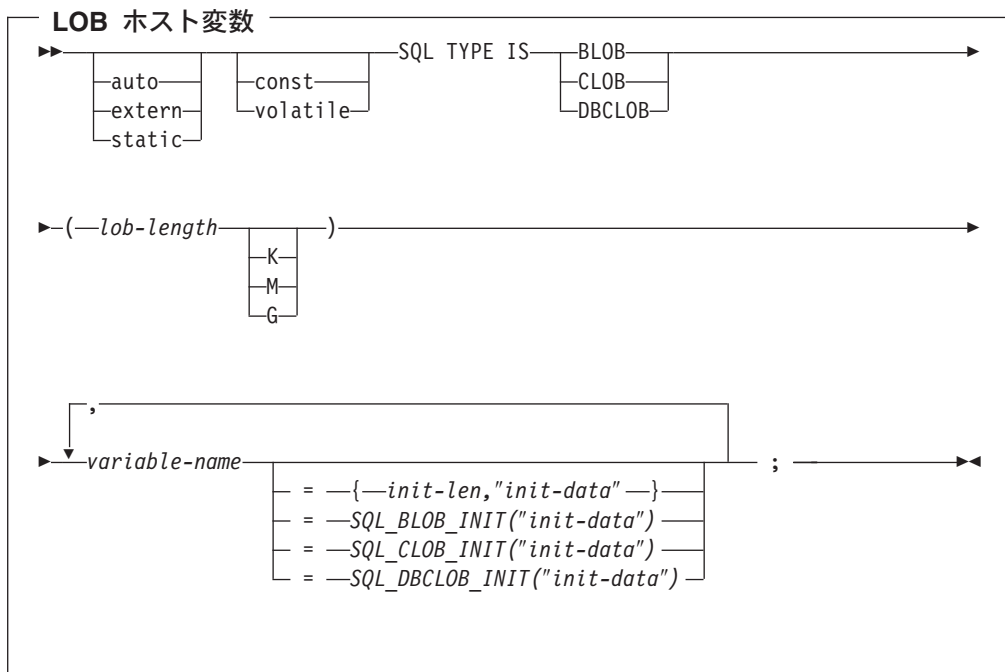 LOB ホスト変数
SQL TYPE IS BLOB
auto const CLOB
extern volatile DBCLOB
static
( lob-length )
K
M
G
,
variable-name ;
= { init-len,"init-data" }
= SQL_BLOB_INIT("init-data")
= SQL_CLOB_INIT("init-data")
= SQL_DBCLOB_INIT("init-data")